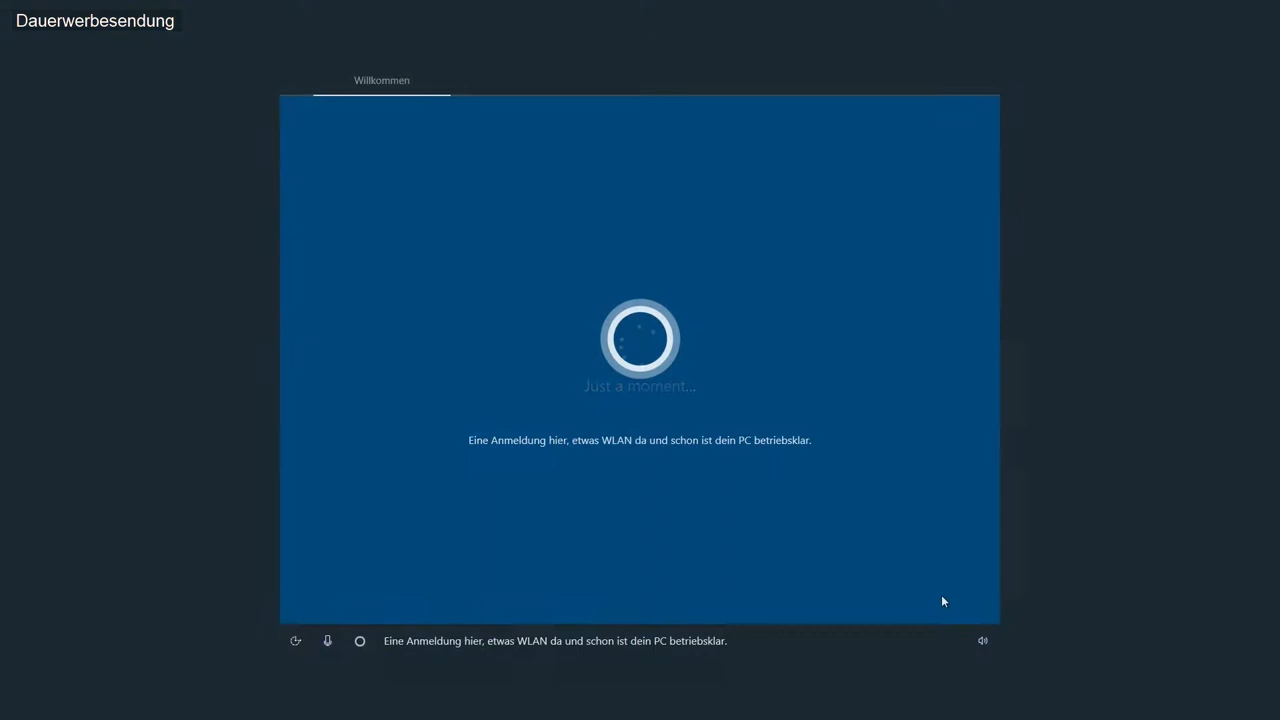 Dauerwerbesendung
Willkommen
Just a moment...
Eine Anmeldung hier, etwas WLAN da und schon ist dein PC betriebsklar.
Eine Anmeldung hier, etwas WLAN da und schon ist dein PC betriebsklar.